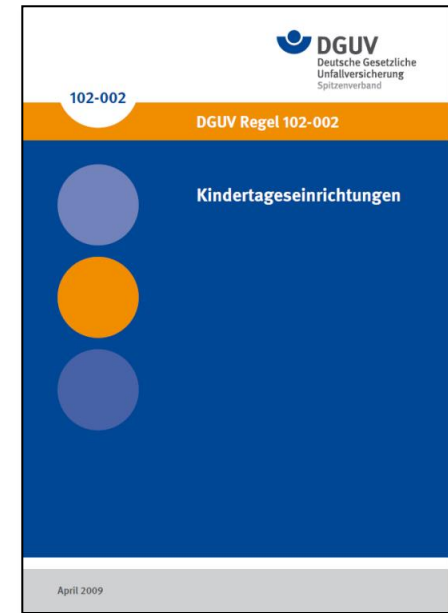 DGUV
Deutsche Gesetzliche
Unfallversicherung
Spitzenverband
102-002
DGUV Regel 102-002
Kindertageseinrichtungen
April 2009